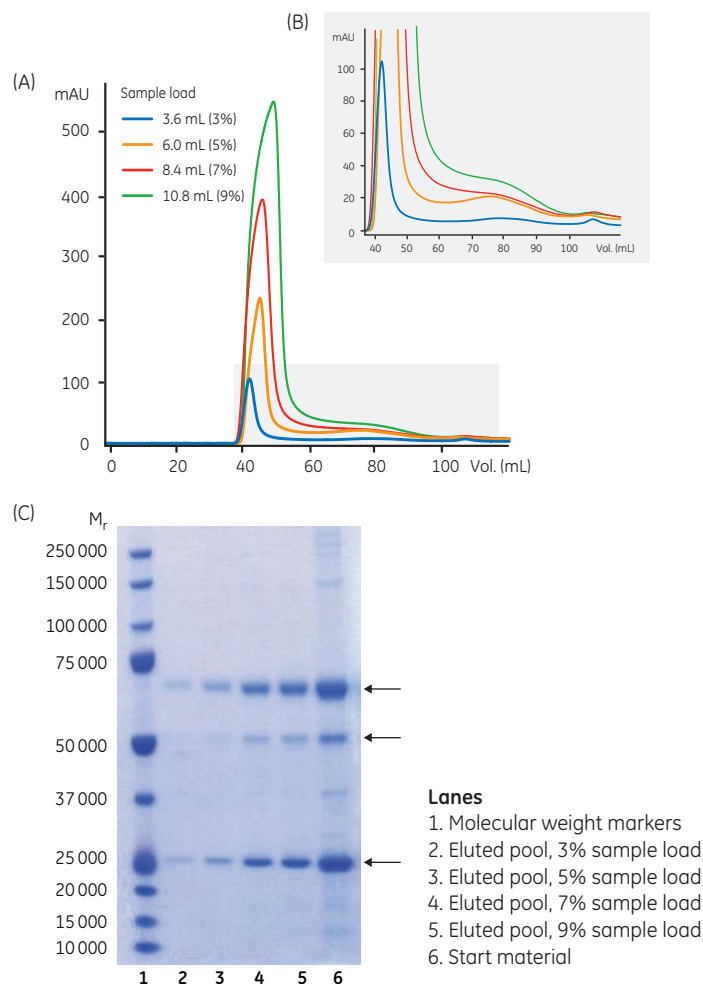 (B)
mAU
100
80
60
40
20
0
40 50 60 70 80 90 100 Vol. (mL)
(A)
mAU
Sample load
3.6 mL (3%)
6.0 mL (5%)
8.4 mL (7%)
10.8 mL (9%)
500
400
300
200
100
0
0 20 40 60 80 100 Vol. (mL)
(C)
Mr
250 000
150 000
100 000
75 000
50 000
37 000
25 000
20 000
15 000
10 000
1 2 3 4 5 6
Lanes
1. Molecular weight markers
2. Eluted pool, 3% sample load
3. Eluted pool, 5% sample load
4. Eluted pool, 7% sample load
5. Eluted pool, 9% sample load
6. Start material